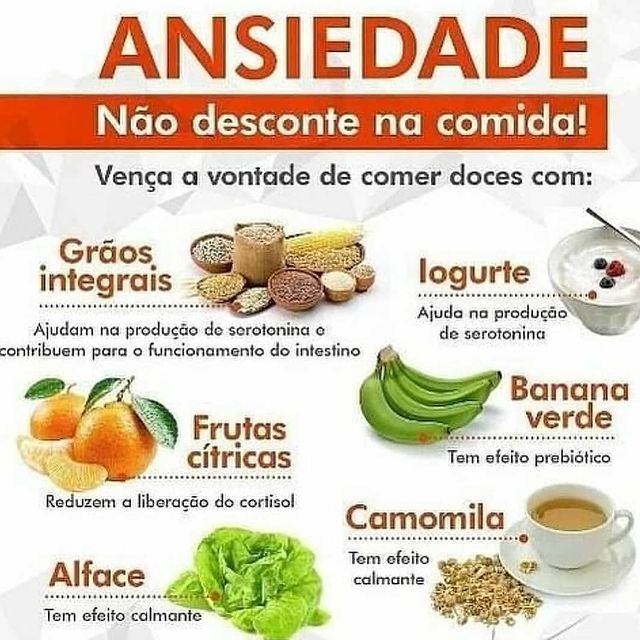 ANSIEDADE
Não desconte na comida!
Vença a vontade de comer doces com:
Grãos
integrais
Ajudam na produção de serotonina e
contribuem para o funcionamento do intestino
Iogurte
Ajuda na produção
de serotonina
Frutas
cítricas
Reduzem a liberação do cortisol
Banana
verde
Tem efeito prebiótico
Alface
Tem efeito calmante
Camomila
Tem efeito
calmante